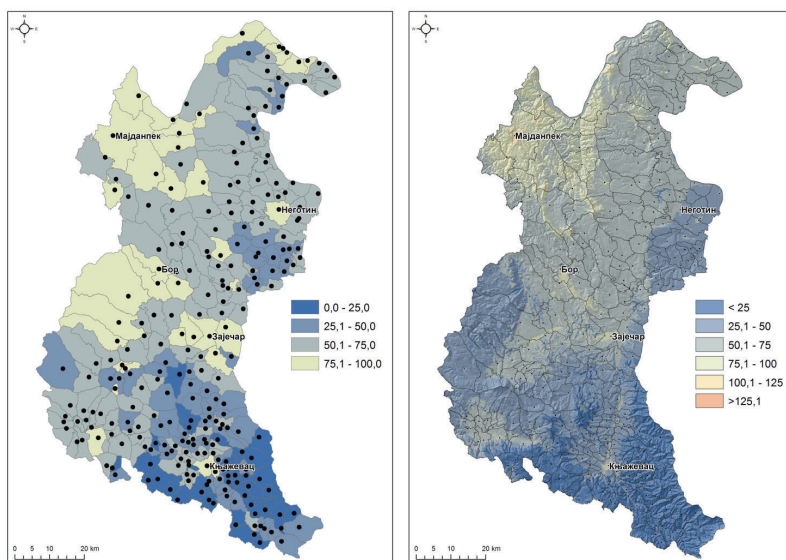 N
W E
S
Мајданпек
Неготин
Бор
0,0 - 25,0
25,1 - 50,0
50,1 - 75,0
75,1 - 100,0
Зајечар
Књажевац
0 5 10 20 km
N
W E
S
Мајданпек
Неготин
Бор
< 25
25,1 - 50
50,1 - 75
75,1 - 100
100,1 - 125
>125,1
Зајечар
Књажевац
0 5 10 20 km